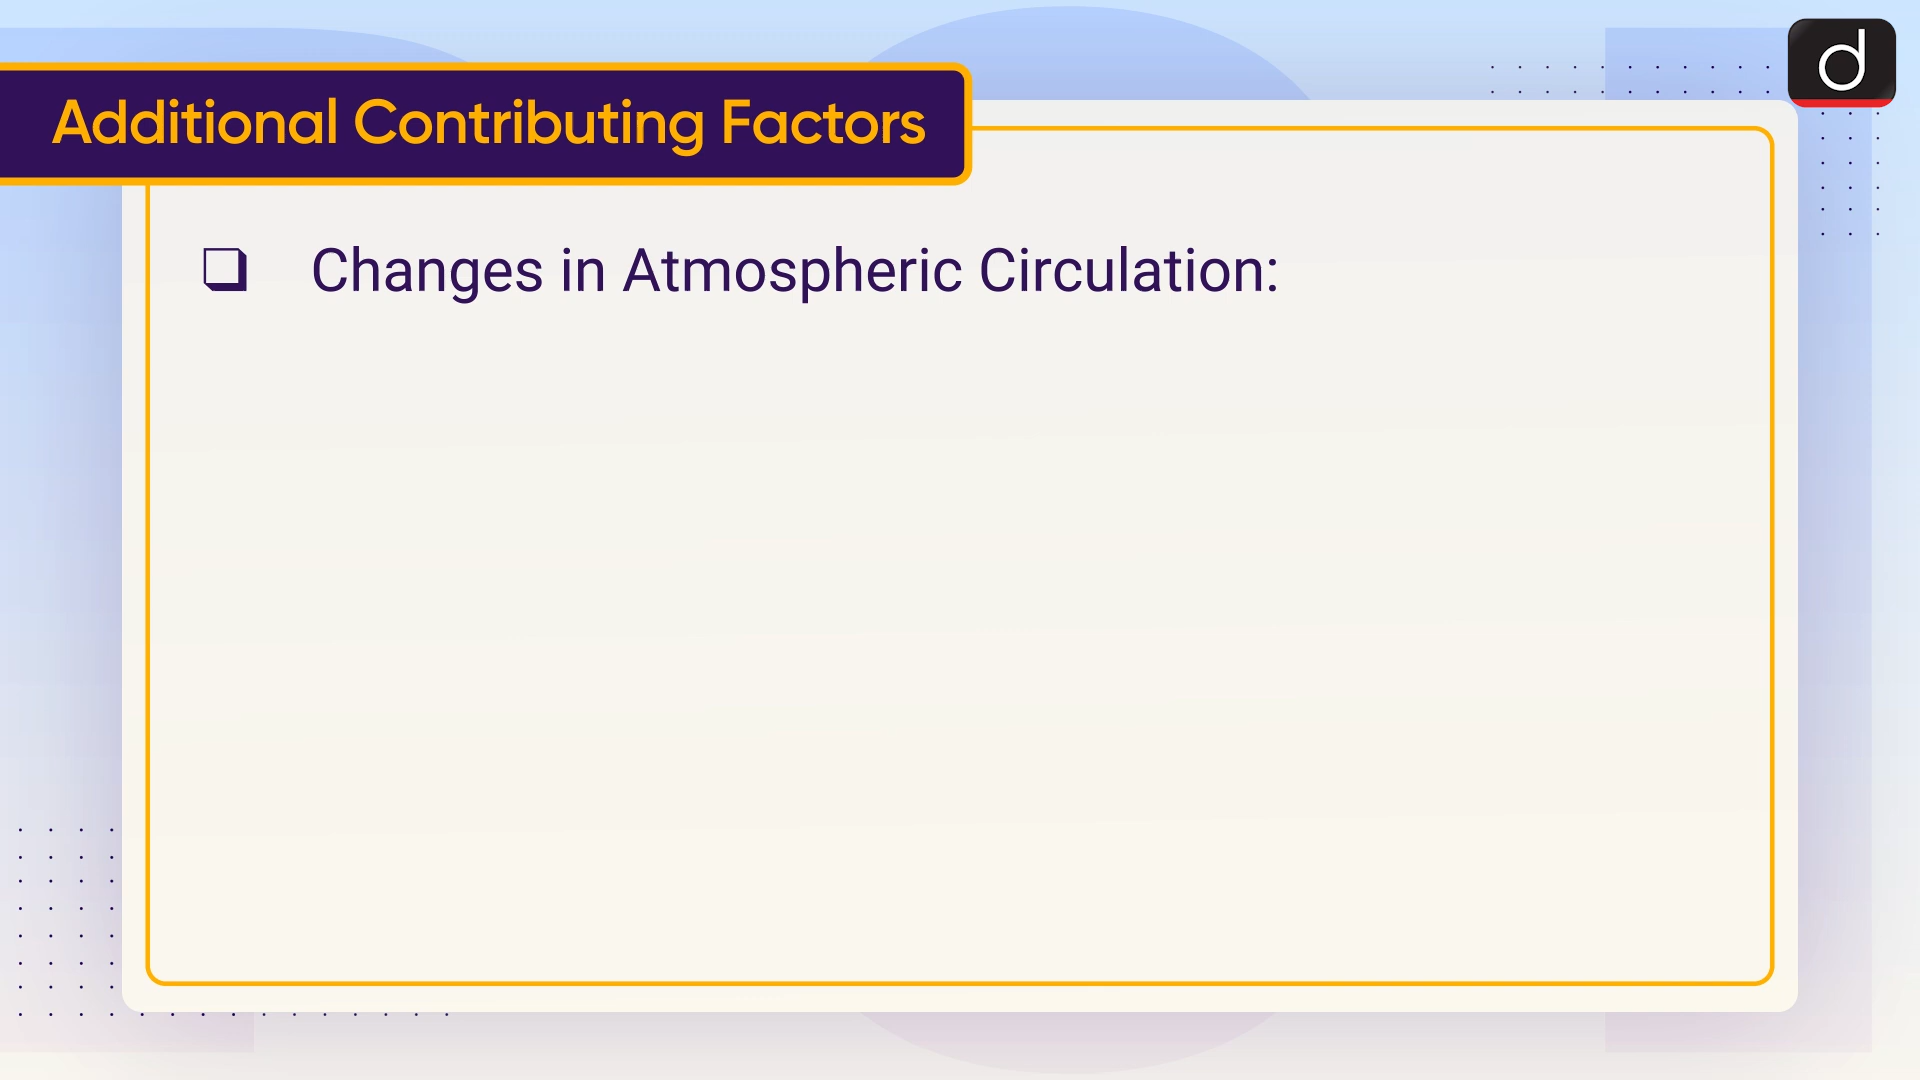 Additional Contributing Factors
d
❑ Changes in Atmospheric Circulation: